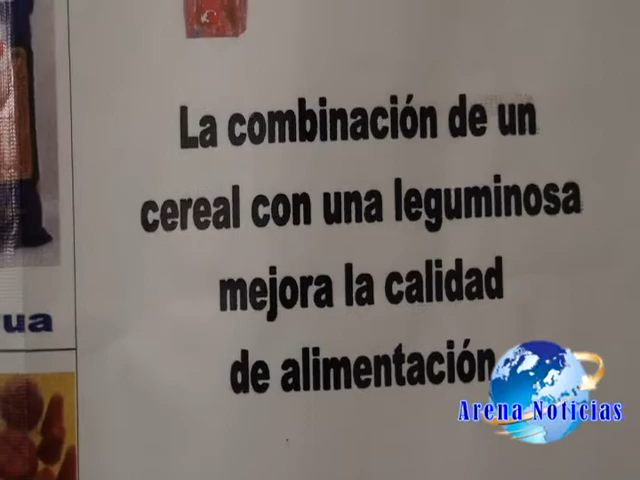 La combinación de un
cereal con una leguminosa
mejora la calidad
de alimentación
ua
Arena Noticias